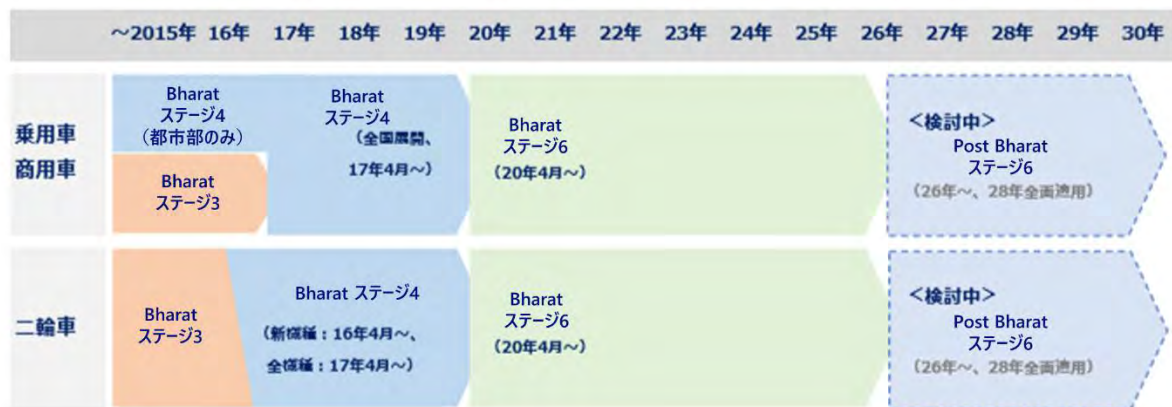 ～2015年 16年 17年 18年 19年 20年 21年 22年 23年 24年 25年 26年 27年 28年 29年 30年
乗用車
商用車
Bharat
ステージ4
（都市部のみ）
Bharat
ステージ3
Bharat
ステージ4
（全国展開、
17年4月～）
Bharat
ステージ6
（20年4月～）
＜検討中＞
Post Bharat
ステージ6
（26年～、28年全面適用）
二輪車
Bharat
ステージ3
Bharat ステージ4
（新機種：16年4月～、
全機種：17年4月～）
Bharat
ステージ6
（20年4月～）
＜検討中＞
Post Bharat
ステージ6
（26年～、28年全面適用）